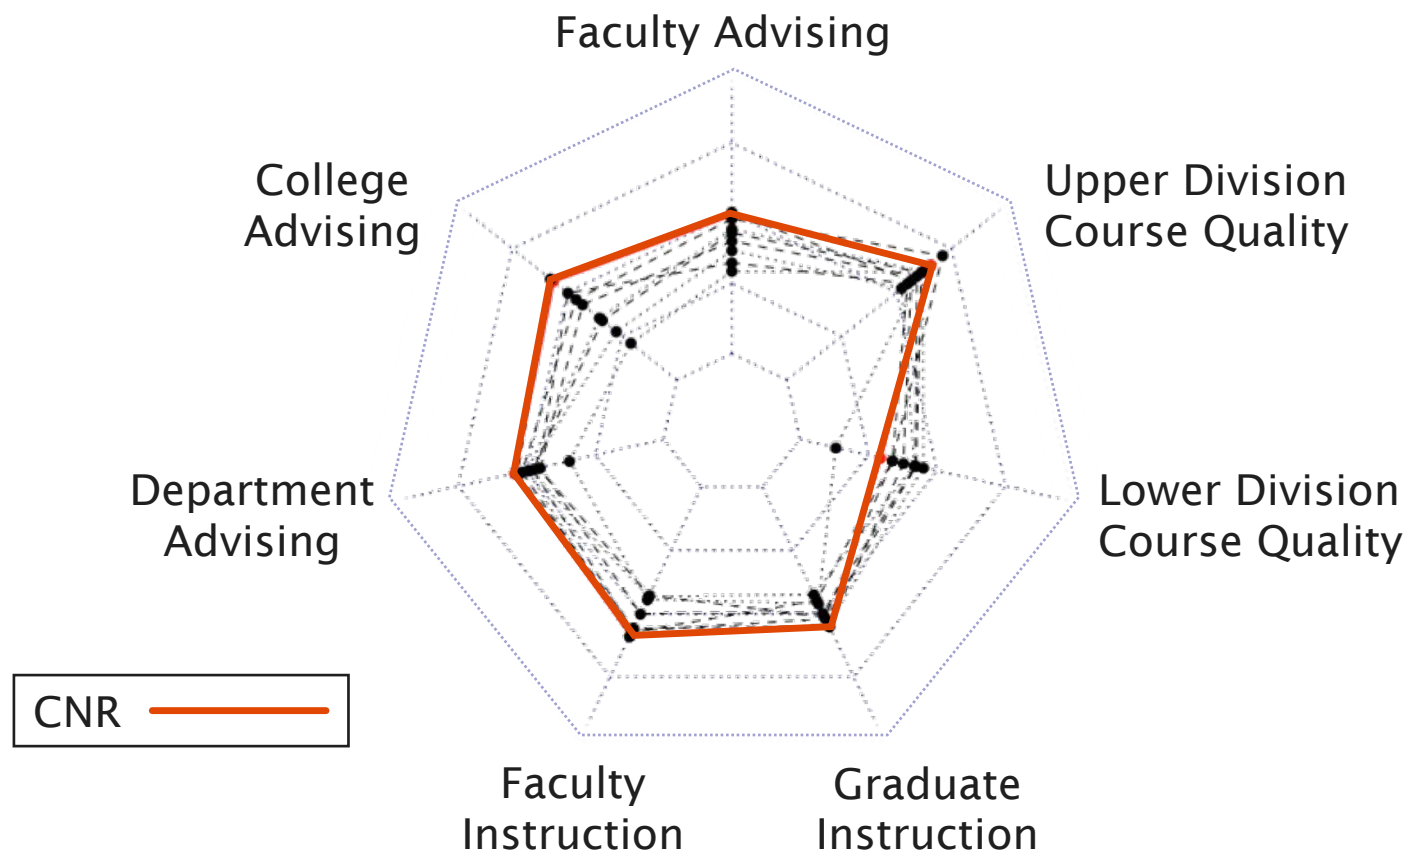 Faculty Advising
College
Advising
Upper Division
Course Quality
Department
Advising
Lower Division
Course Quality
CNR
Faculty
Instruction
Graduate
Instruction